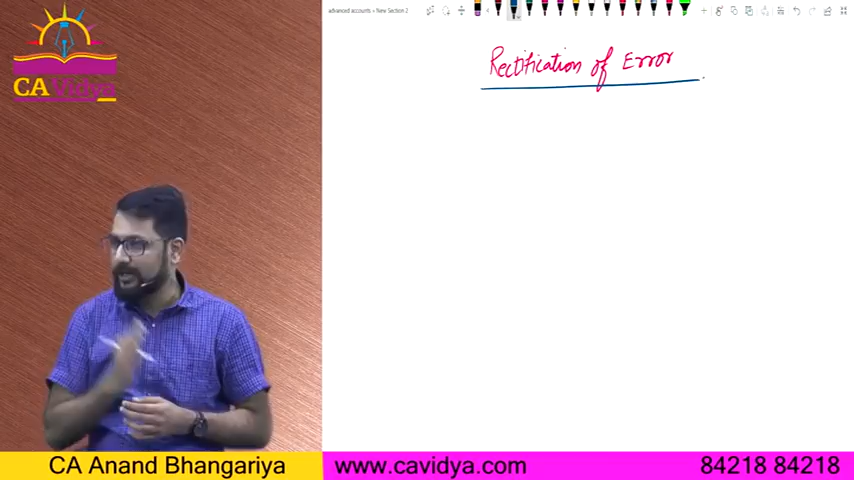 advanced accounts » New Section 2
Rectification of Error
CA Vidya
CA Anand Bhangariya
www.cavidya.com
84218 84218